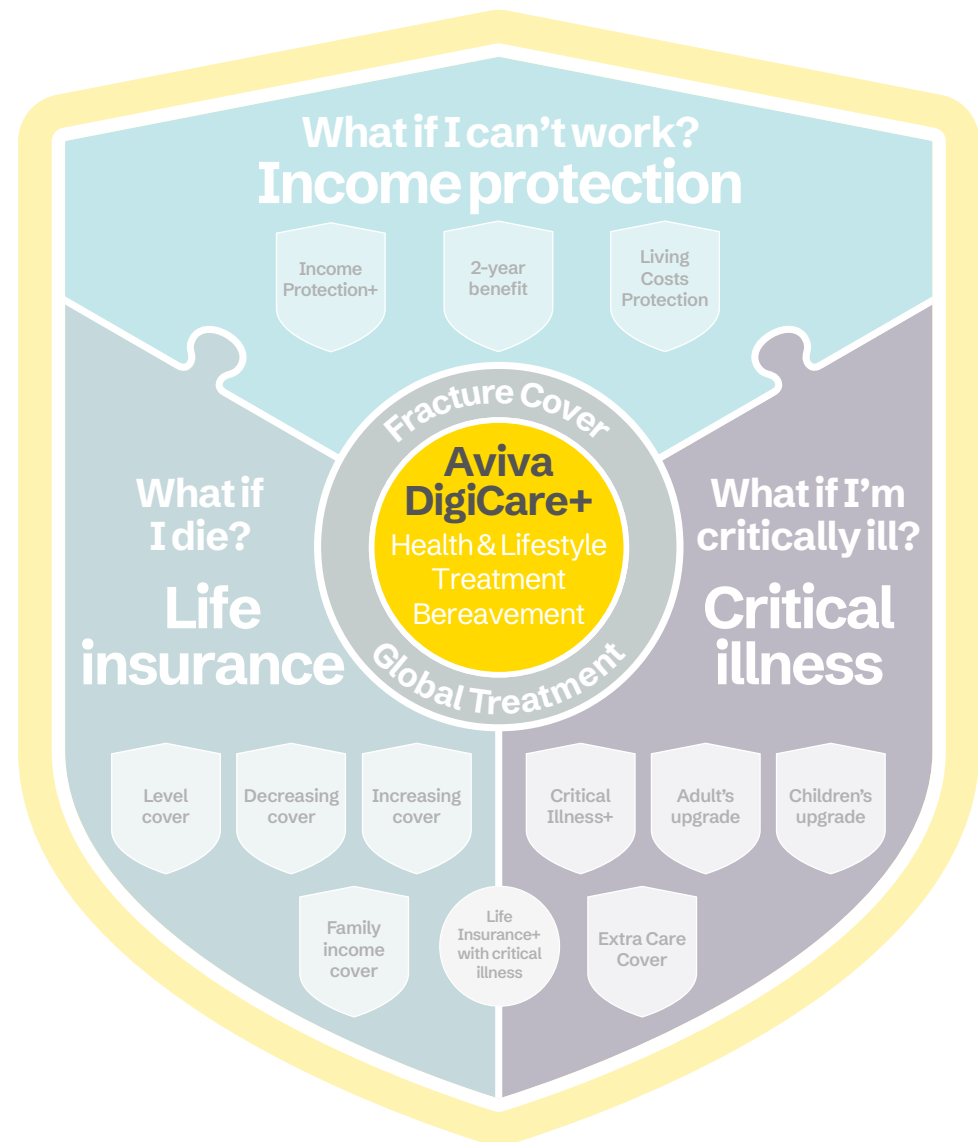 What if I can’t work?
Income protection
Income
Protection+
2-year
benefit
Living
Costs
Protection
Fracture Cover
Aviva
DigiCare+
Health & Lifestyle
Treatment
Bereavement
Global Treatment
What if
I die?
Life
insurance
What if I’m
critically ill?
Critical
illness
Level
cover
Decreasing
cover
Increasing
cover
Critical
Illness+
Adult’s
upgrade
Children’s
upgrade
Family
income
cover
Life
Insurance+
with critical
illness
Extra Care
Cover